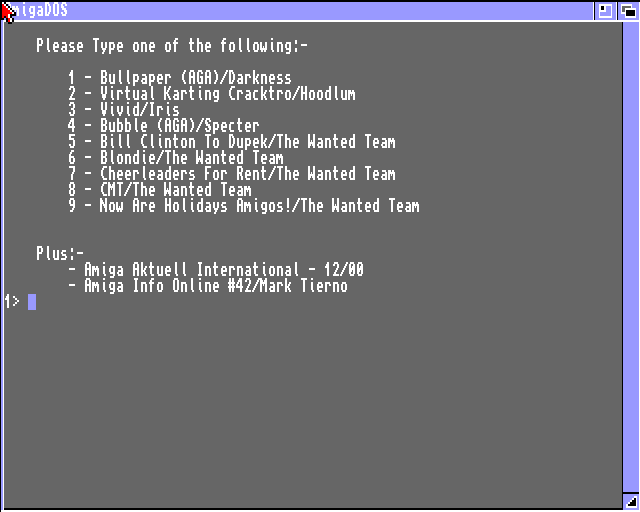 AmigaDOS
Please Type one of the following:-
1 - Bullpaper (AGA)/Darkness
2 - Virtual Karting Cracktro/Hoodlum
3 - Vivid/Iris
4 - Bubble (AGA)/Specter
5 - Bill Clinton To Dupek/The Wanted Team
6 - Blondie/The Wanted Team
7 - Cheerleaders For Rent/The Wanted Team
8 - CMT/The Wanted Team
9 - Now Are Holidays Amigos!/The Wanted Team
Plus:-
- Amiga Aktuell International - 12/00
- Amiga Info Online #42/Mark Tierno
1>